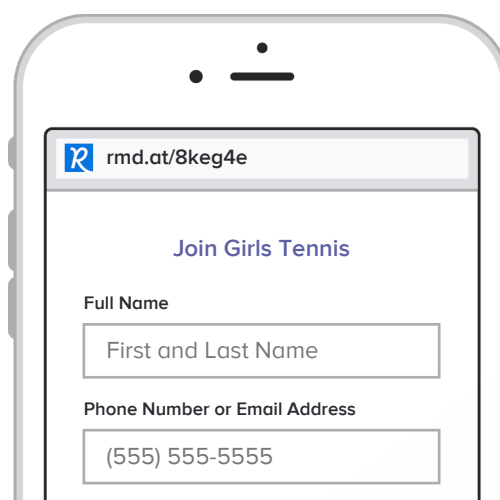 R rmd.at/8keg4e
Join Girls Tennis
Full Name
First and Last Name
Phone Number or Email Address
(555) 555-5555